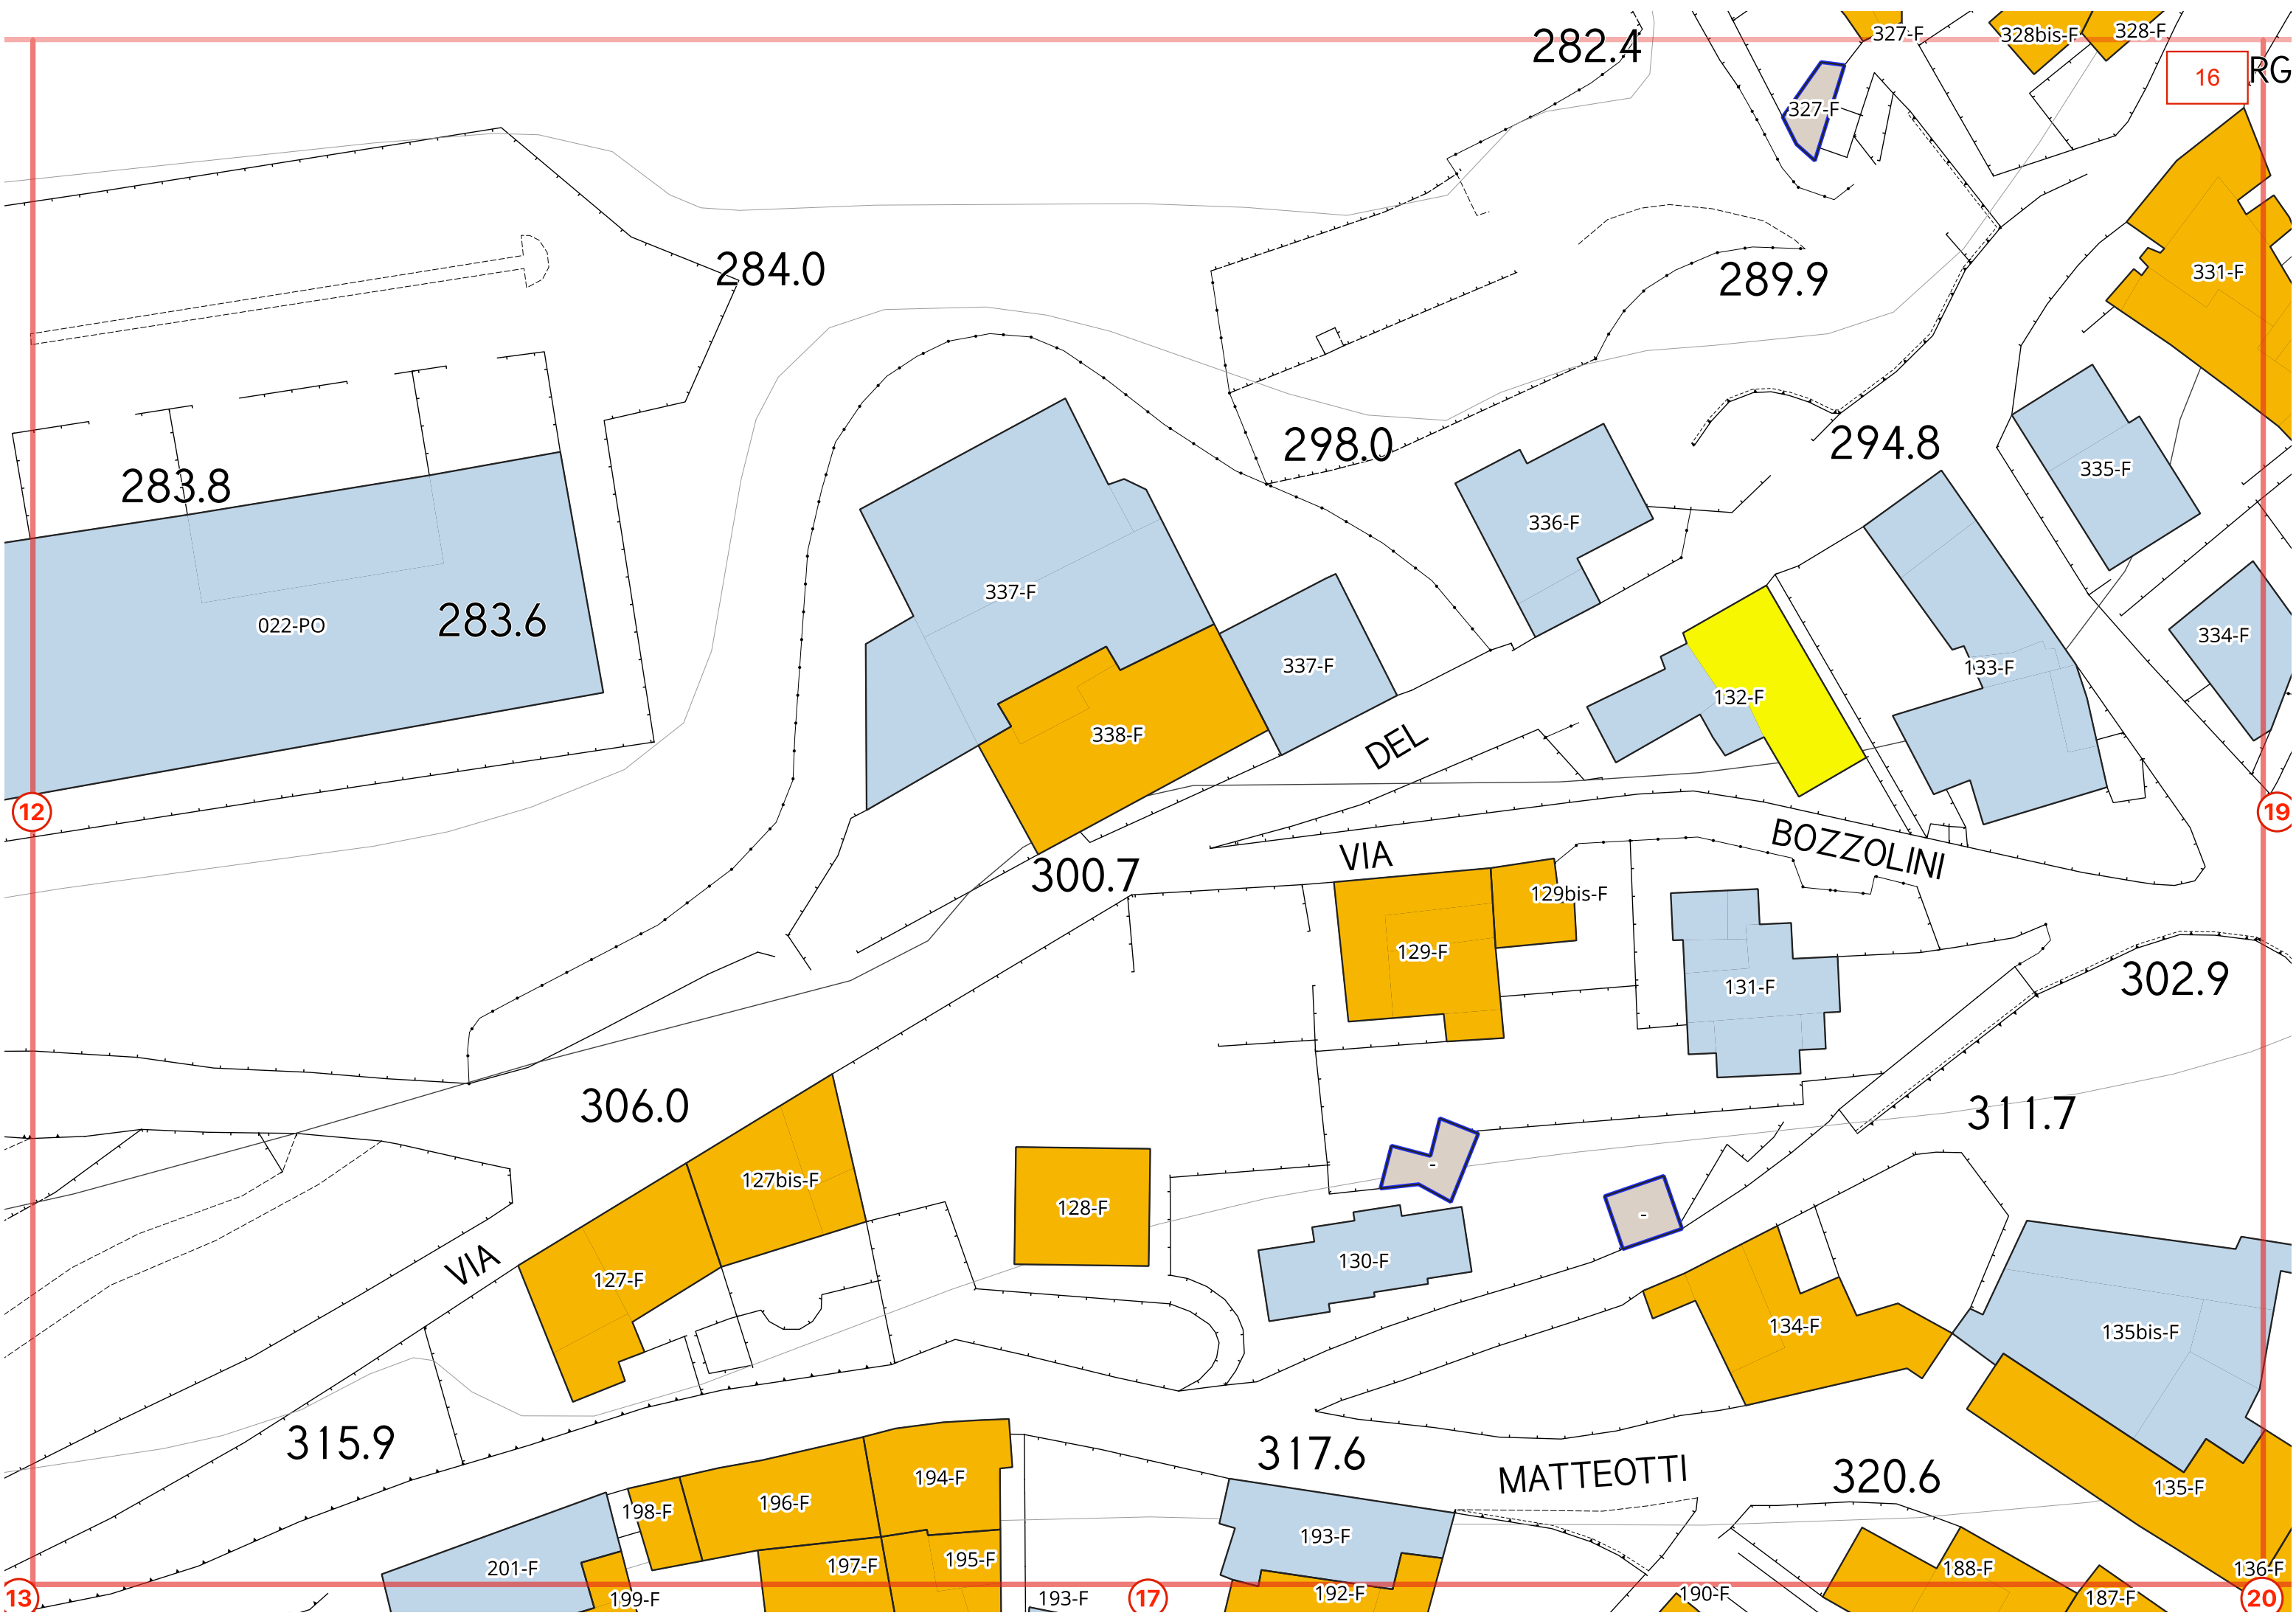 282.4
327-F
328bis-F
328-F
16
RG
327-F
284.0
289.9
331-F
298.0
294.8
335-F
283.8
336-F
337-F
022-PO
283.6
334-F
337-F
133-F
132-F
338-F
DEL
12
19
BOZZOLINI
VIA
300.7
129bis-F
129-F
302.9
131-F
306.0
311.7
-
127bis-F
128-F
-
VIA
130-F
127-F
134-F
135bis-F
315.9
317.6
MATTEOTTI
320.6
194-F
135-F
196-F
198-F
193-F
195-F
197-F
201-F
188-F
136-F
192-F
190-F
193-F
199-F
187-F
13
17
20